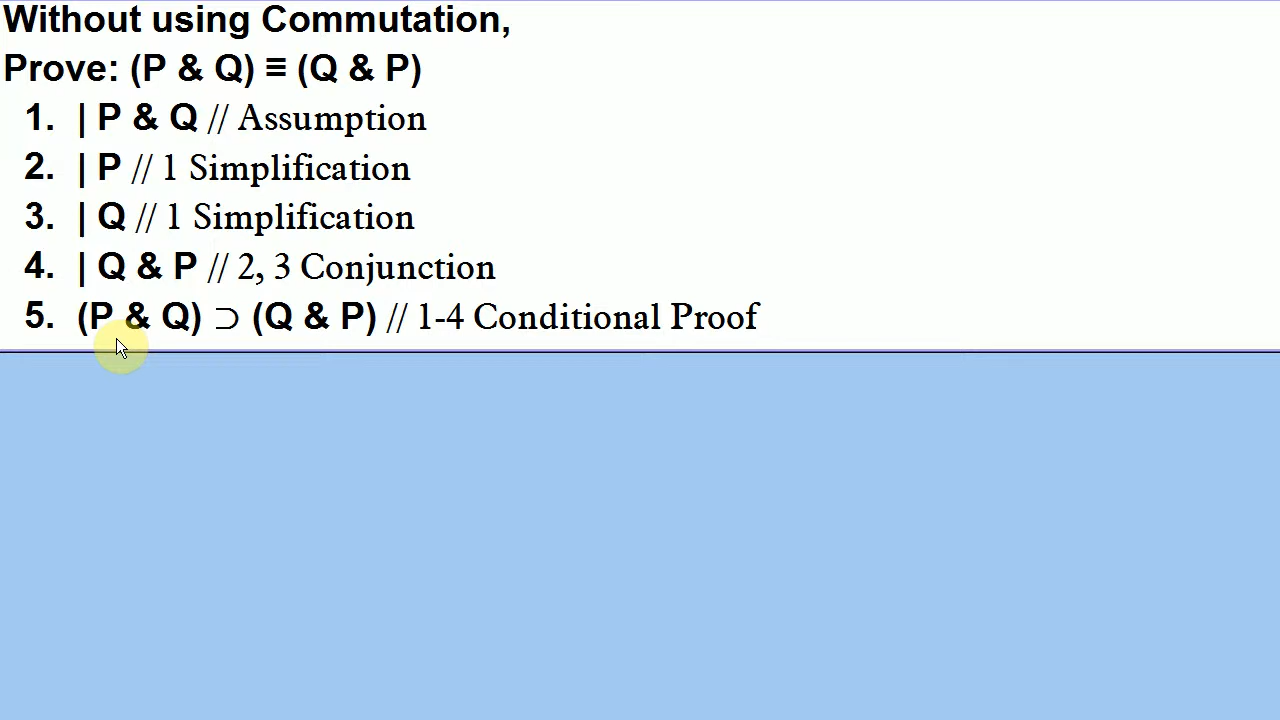 Without using Commutation,
Prove: (P & Q) ≡ (Q & P)
1. | P & Q // Assumption
2. | P // 1 Simplification
3. | Q // 1 Simplification
4. | Q & P // 2, 3 Conjunction
5. (P & Q) ⊃ (Q & P) // 1-4 Conditional Proof